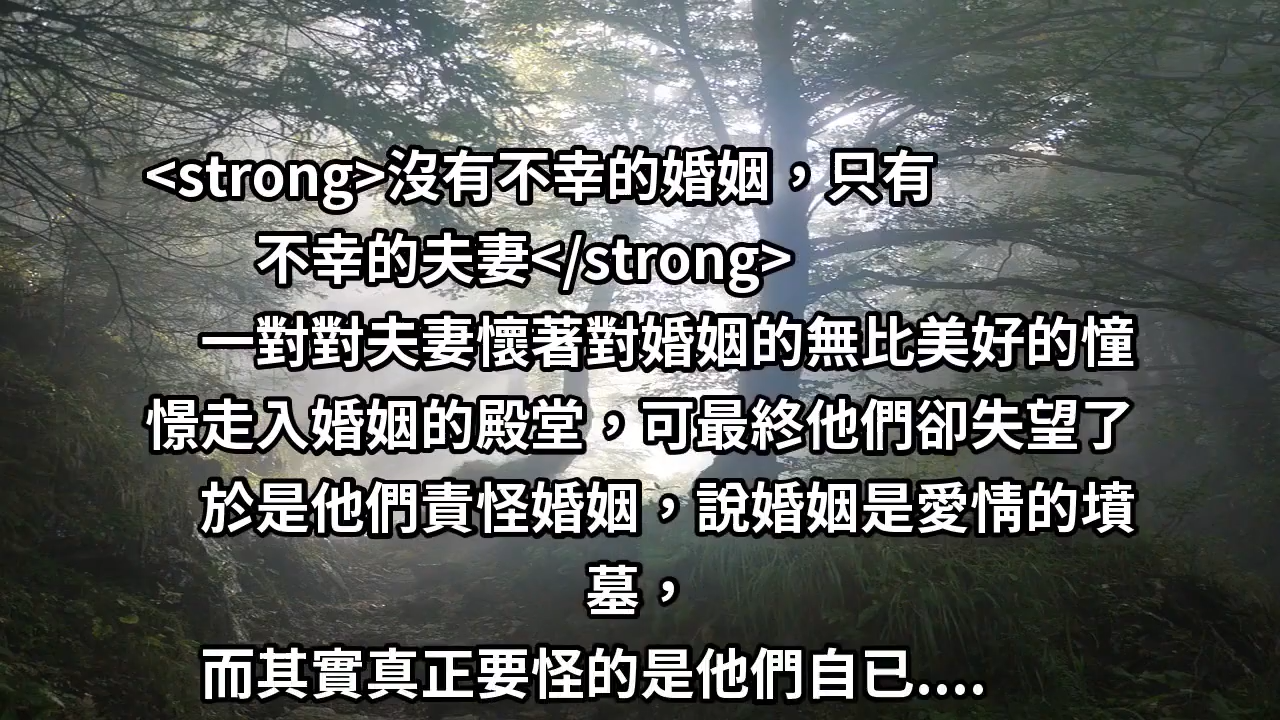 <strong>沒有不幸的婚姻，只有
不幸的夫妻</strong>
一對對夫妻懷著對婚姻的無比美好的憧
憬走入婚姻的殿堂，可最終他們卻失望了
於是他們責怪婚姻，說婚姻是愛情的墳
墓，
而其實真正要怪的是他們自已....